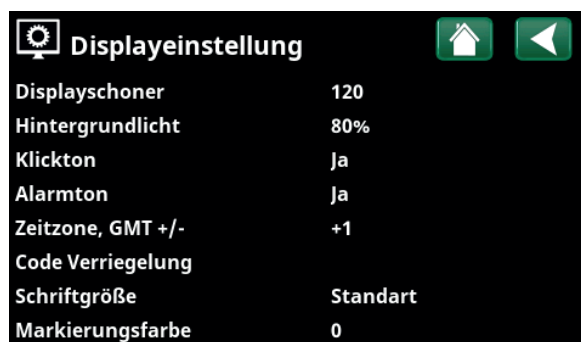 Displayeinstellung
Displayschoner 120
Hintergrundlicht 80%
Klickton Ja
Alarmton Ja
Zeitzone, GMT +/- +1
Code Verriegelung
Schriftgröße Standart
Markierungsfarbe 0